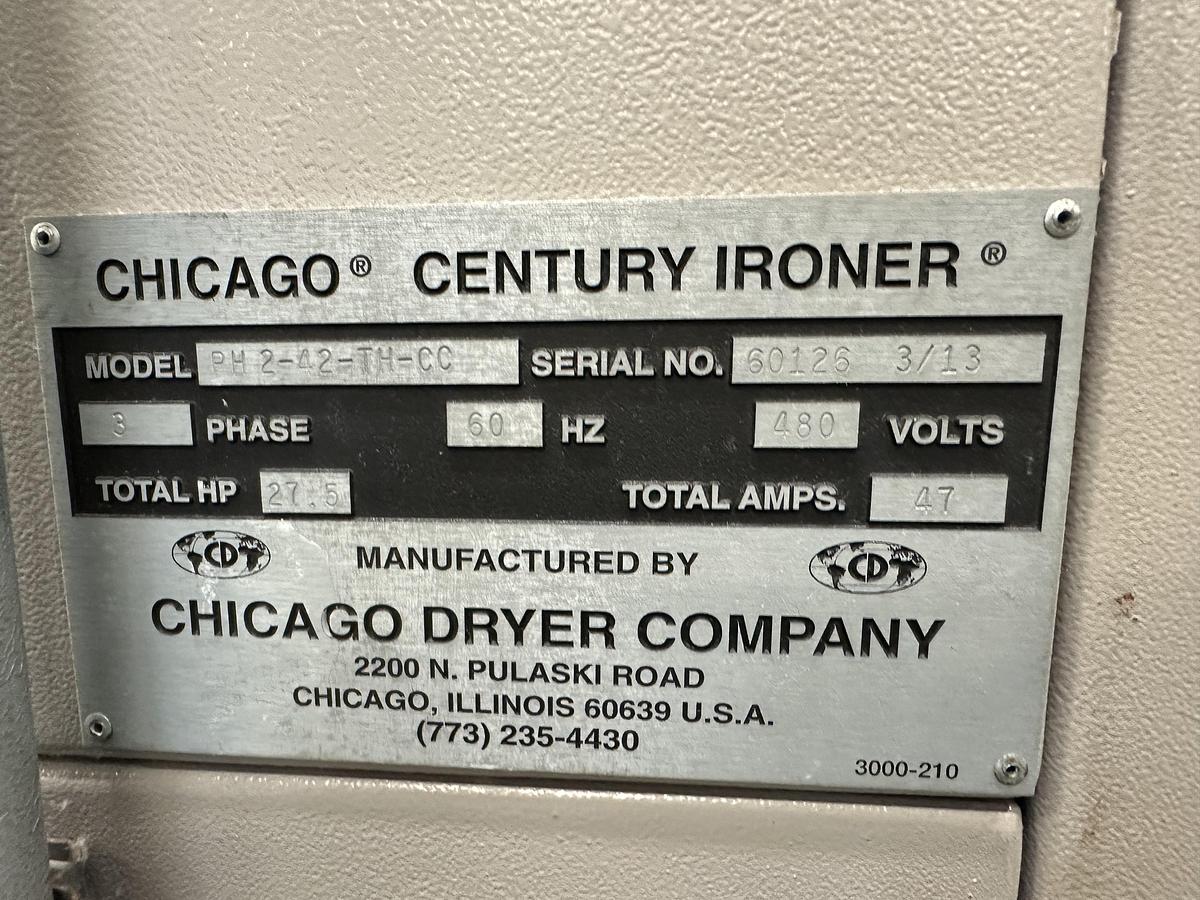 CHICAGO® CENTURY IRONER®
MODEL PH 2-42-TH-CC SERIAL NO. 60126 3/13
3 PHASE 60 HZ 480 VOLTS
TOTAL HP 27.5 TOTAL AMPS. 47
CD MANUFACTURED BY CD
CHICAGO DRYER COMPANY
2200 N. PULASKI ROAD
CHICAGO, ILLINOIS 60639 U.S.A.
(773) 235-4430
3000-210